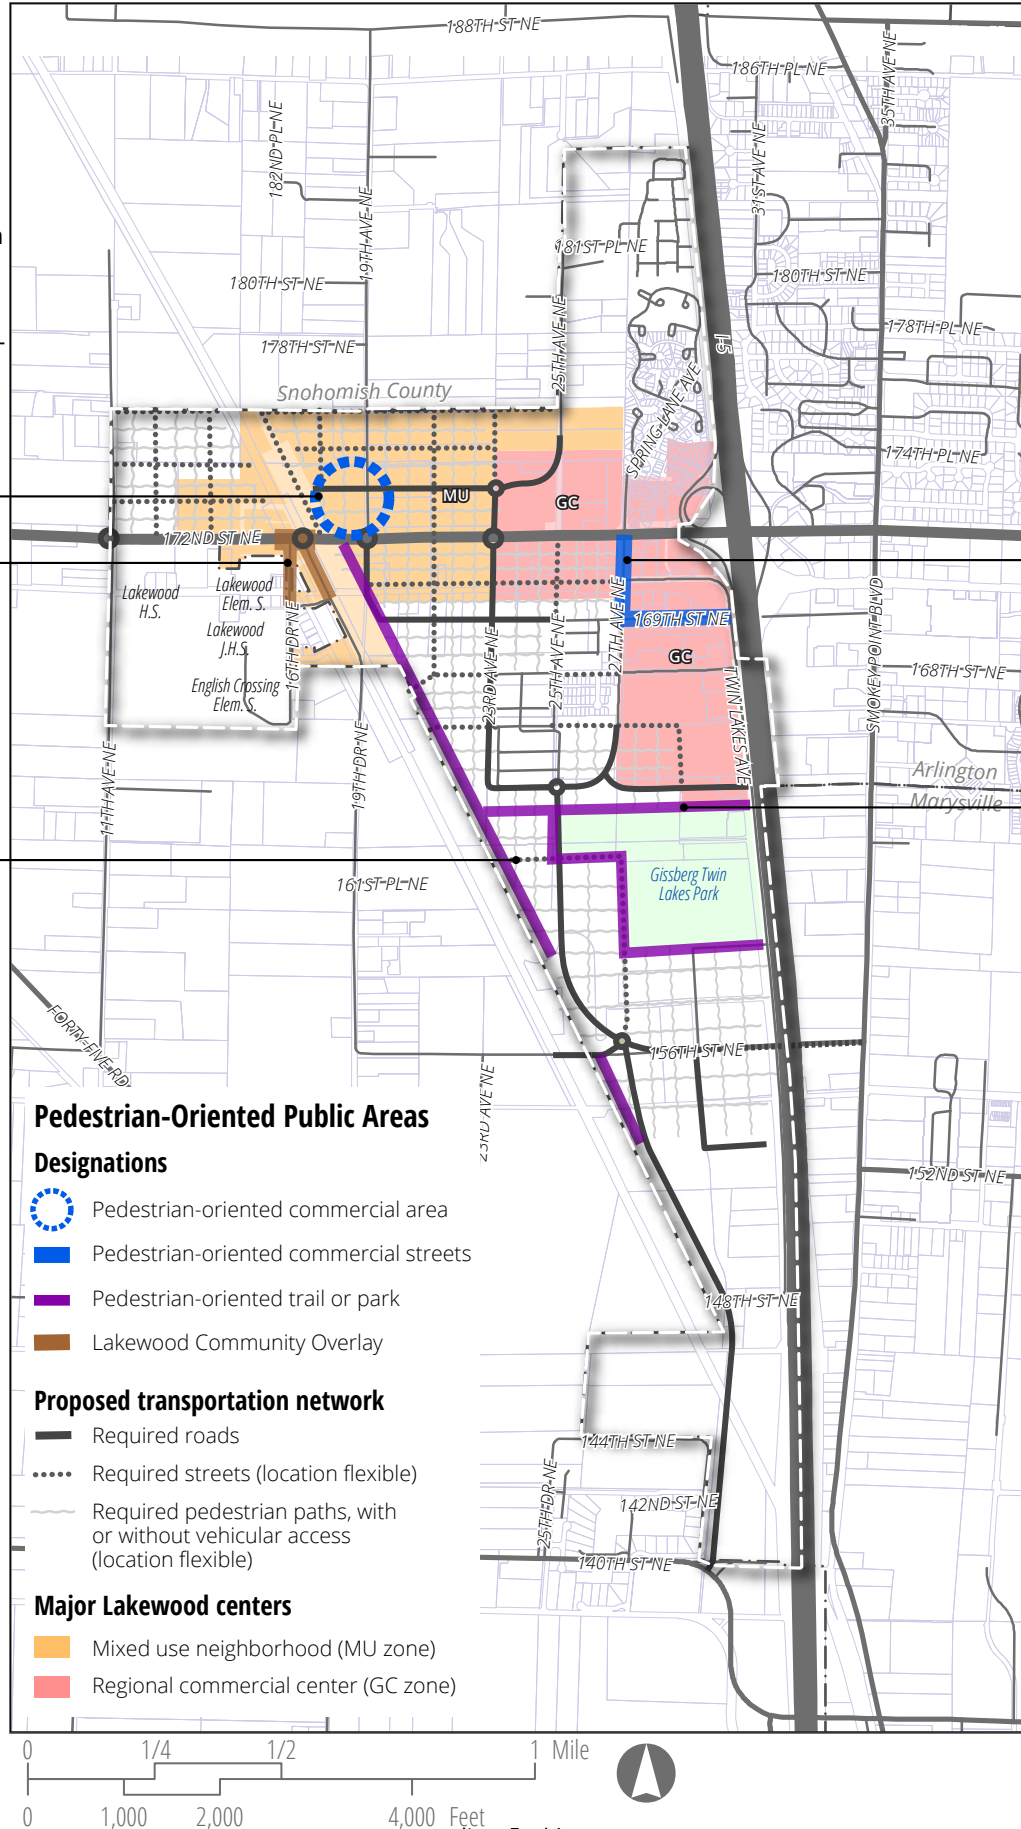 188TH ST NE
186TH PL NE
35TH AVE NE
182ND PL NE
31ST AVE NE
19TH AVE NE
181ST PL NE
180TH ST NE
180TH ST NE
25TH AVE NE
178TH PL NE
178TH ST NE
I-5
Snohomish County
SPRING LANE AVE
174TH PL NE
MU
GC
172ND ST NE
Lakewood
H.S.
Lakewood
Elem. S.
Lakewood
J.H.S.
English Crossing
Elem. S.
16TH DR NE
27TH AVE NE
169TH ST NE
SMOKEY POINT BLVD
23RD AVE NE
25TH AVE NE
GC
168TH ST NE
TWIN LAKES AVE
11TH AVE NE
19TH DR NE
Arlington
Marysville
161ST PL NE
Gissberg Twin
Lakes Park
FORTY-FIVE RD
156TH ST NE
23RD AVE NE
152ND ST NE
148TH ST NE
144TH ST NE
25TH DR NE
142ND ST NE
140TH ST NE
Pedestrian-Oriented Public Areas
Designations
Pedestrian-oriented commercial area
Pedestrian-oriented commercial streets
Pedestrian-oriented trail or park
Lakewood Community Overlay
Proposed transportation network
Required roads
Required streets (location flexible)
Required pedestrian paths, with
or without vehicular access
(location flexible)
Major Lakewood centers
Mixed use neighborhood (MU zone)
Regional commercial center (GC zone)
0 1/4 1/2 1 Mile
0 1,000 2,000 4,000 Feet